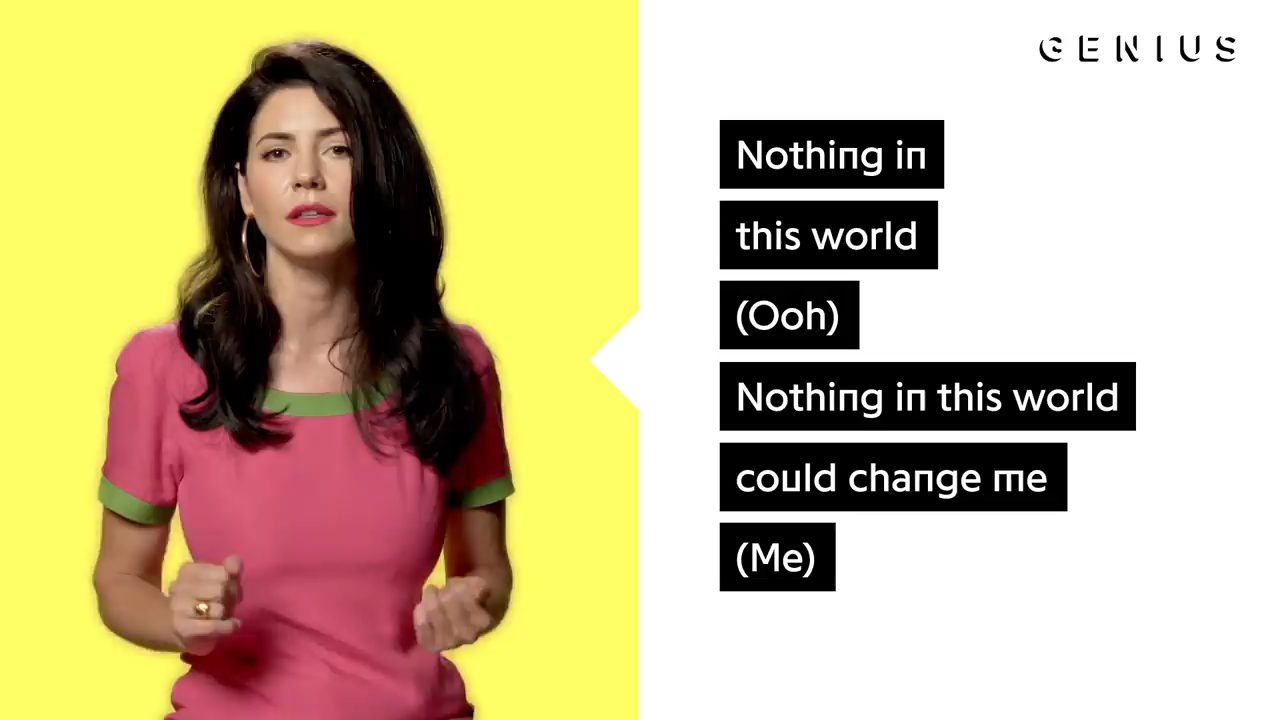 GENIUS
Nothing in
this world
(Ooh)
Nothing in this world
could change me
(Me)